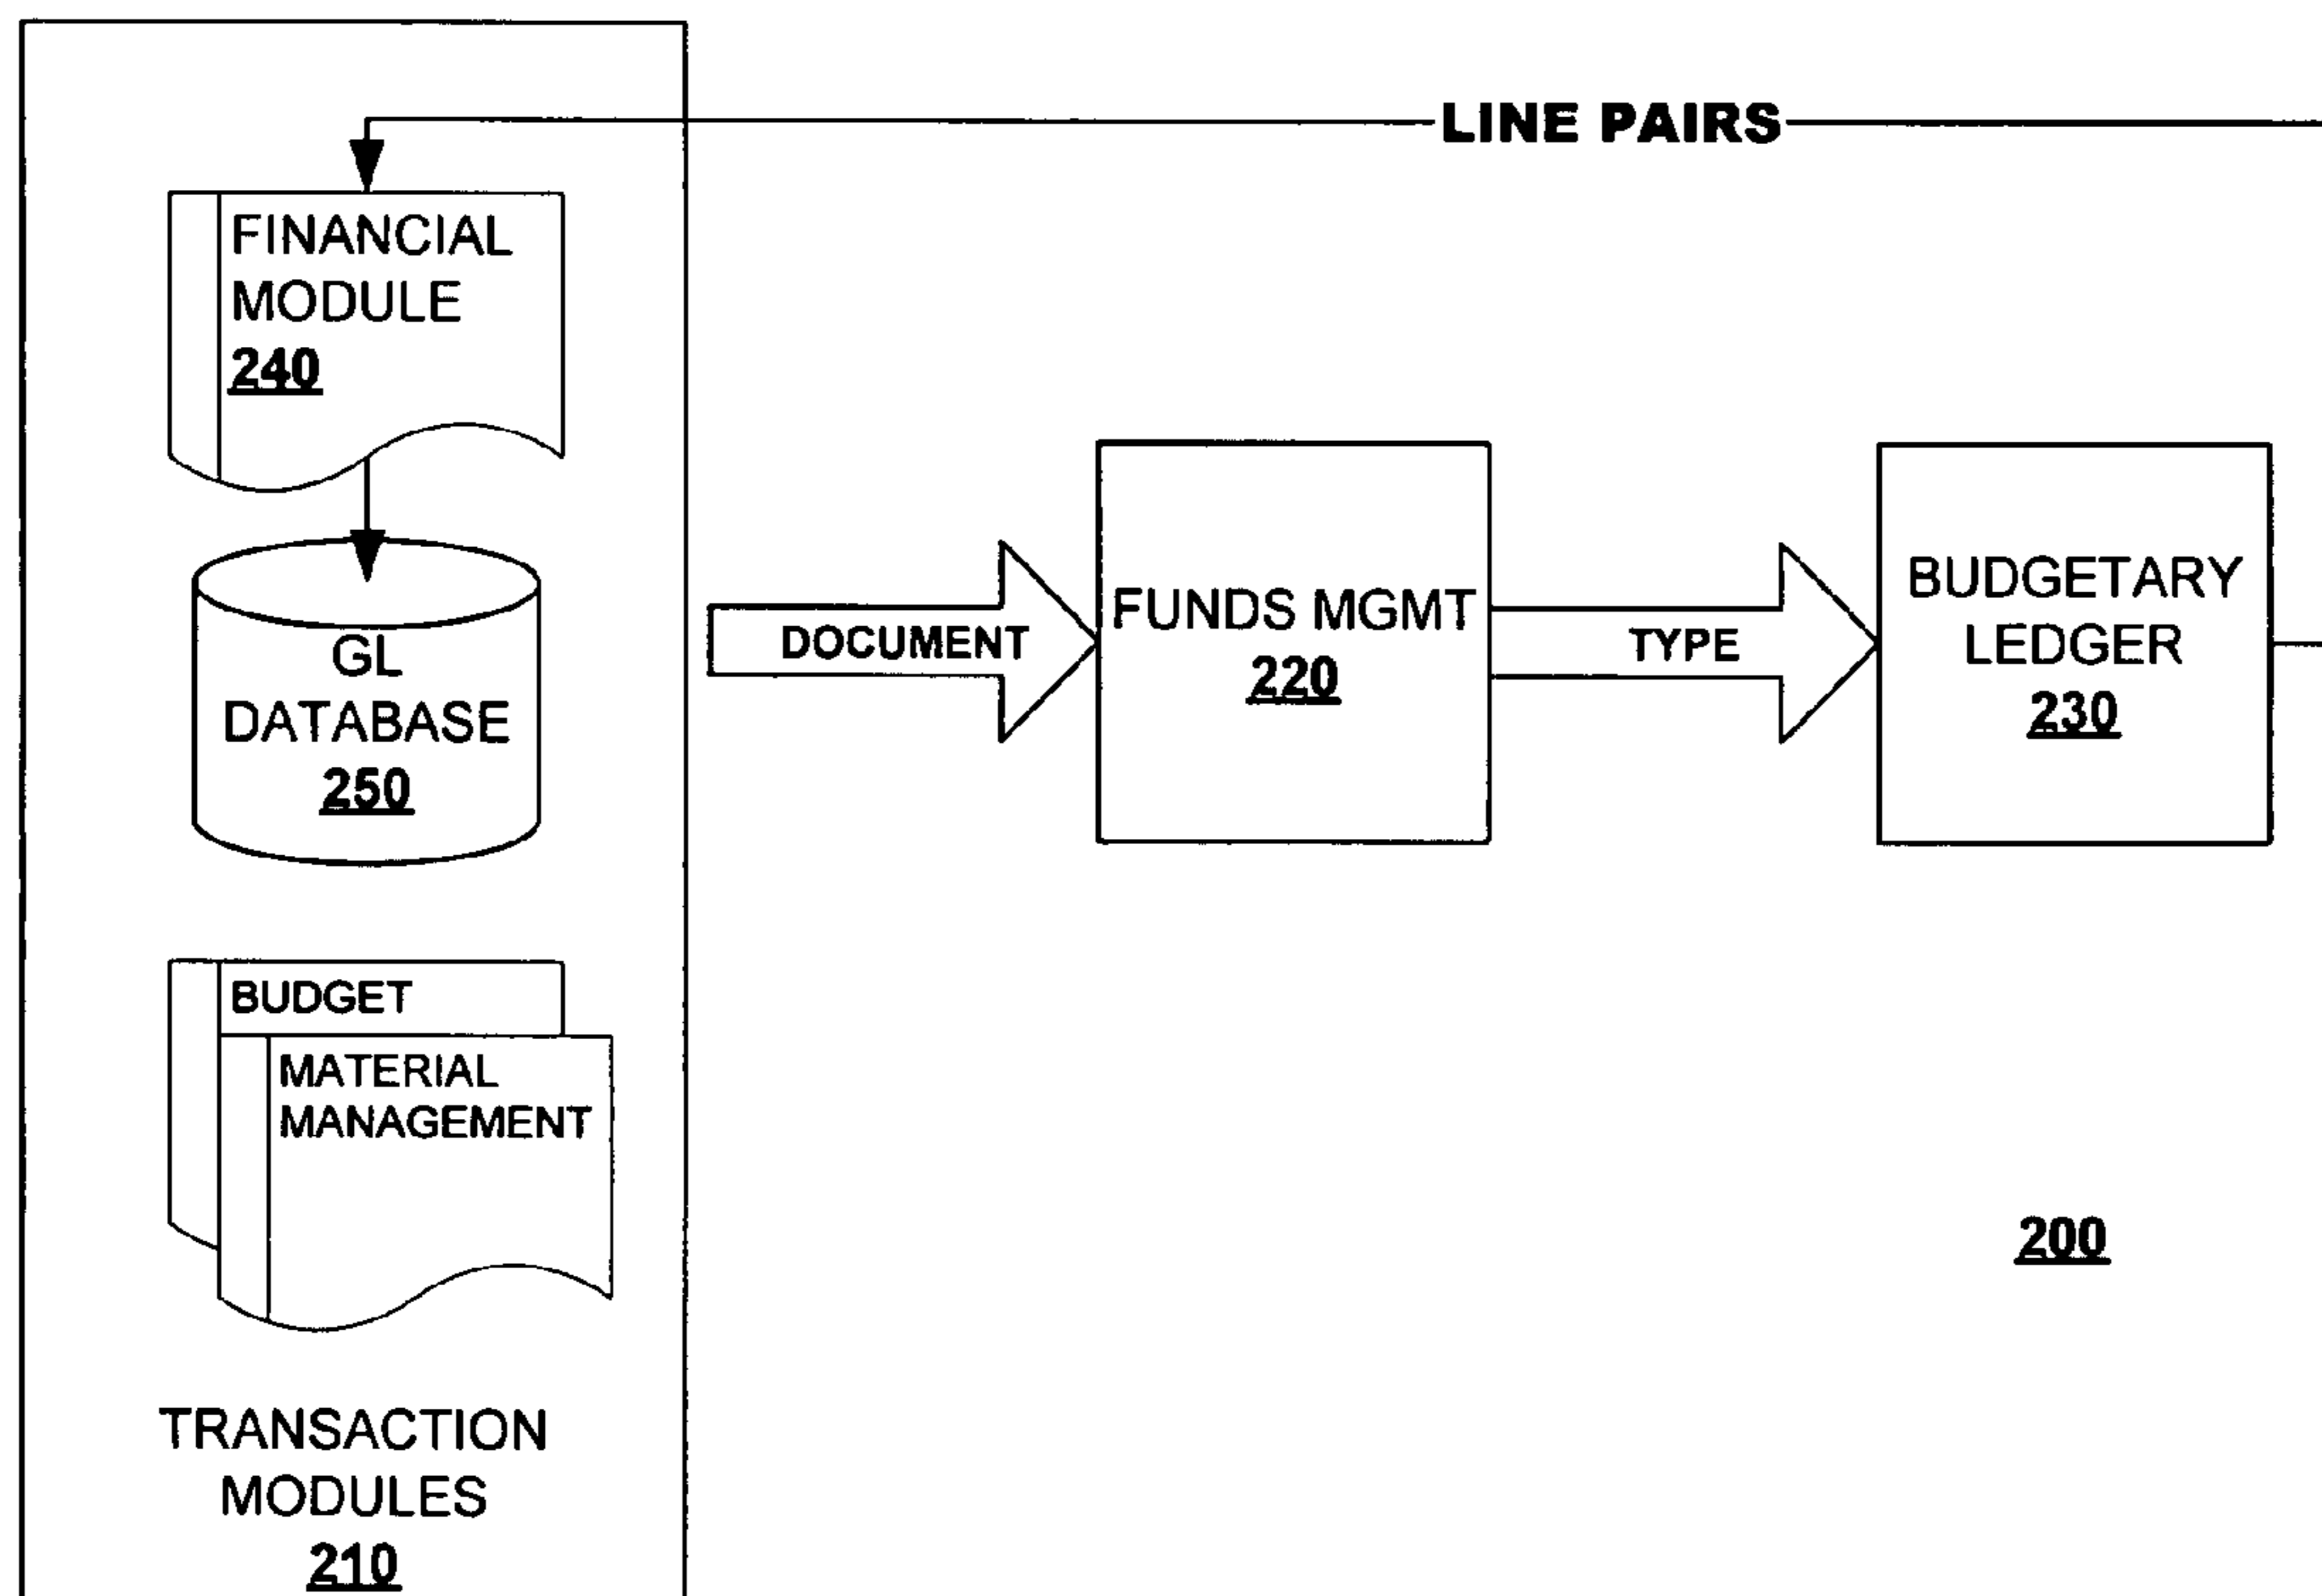 LINE PAIRS
FINANCIAL
MODULE
240
GL
DATABASE
250
DOCUMENT
FUNDS MGMT
220
TYPE
BUDGETARY
LEDGER
230
BUDGET
MATERIAL
MANAGEMENT
200
TRANSACTION
MODULES
210